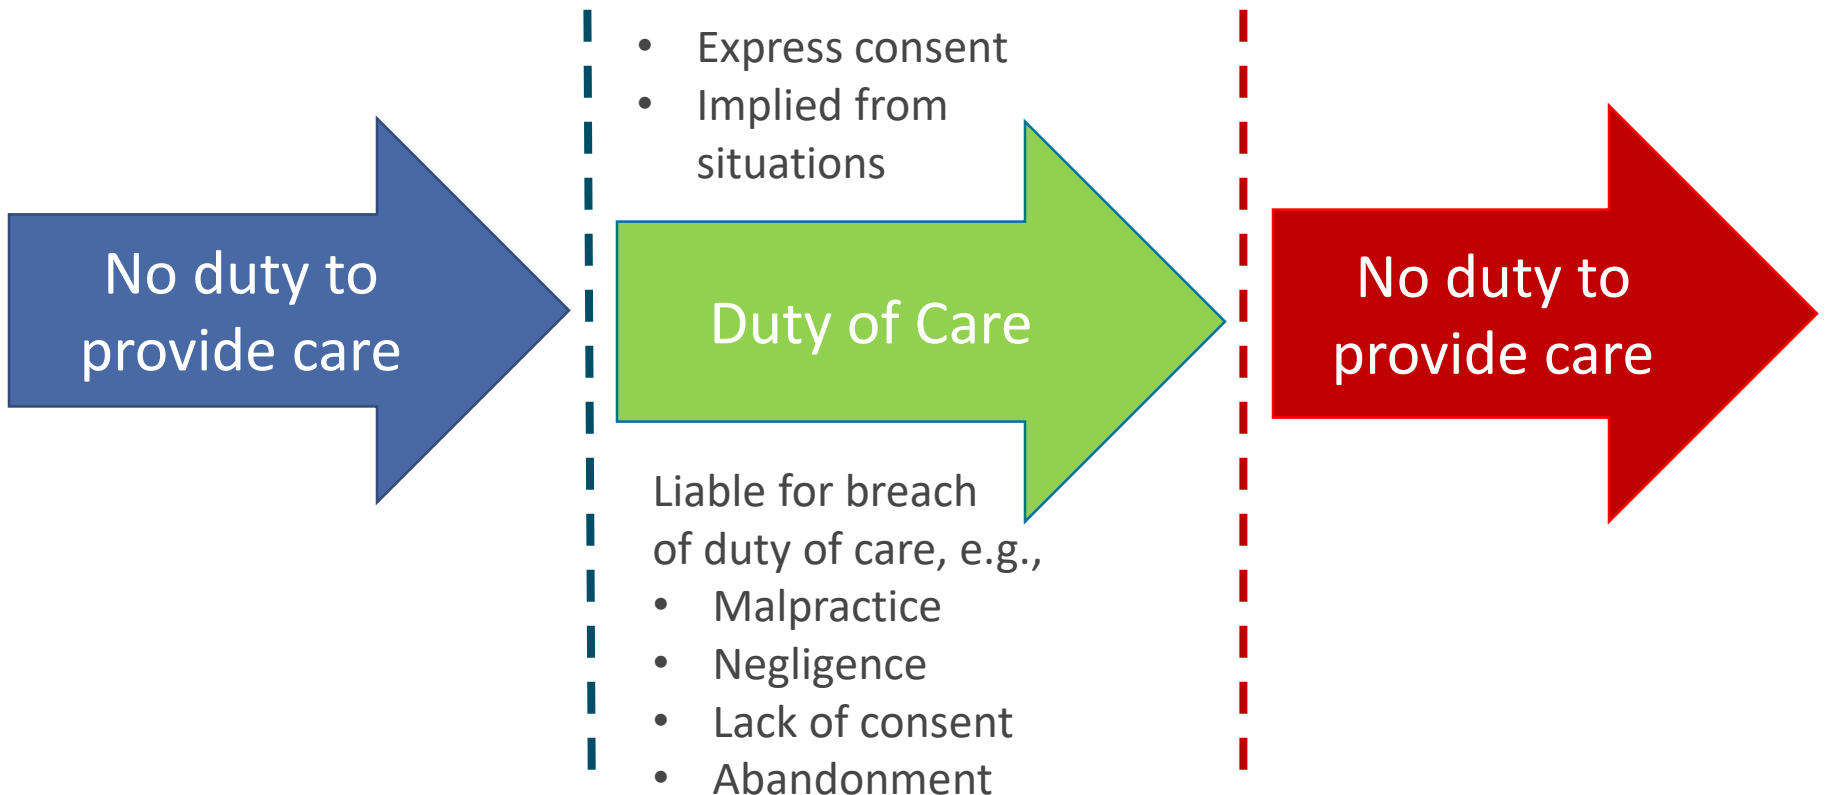 No duty to
provide care
• Express consent
• Implied from
situations
Duty of Care
Liable for breach
of duty of care, e.g.,
• Malpractice
• Negligence
• Lack of consent
• Abandonment
No duty to
provide care